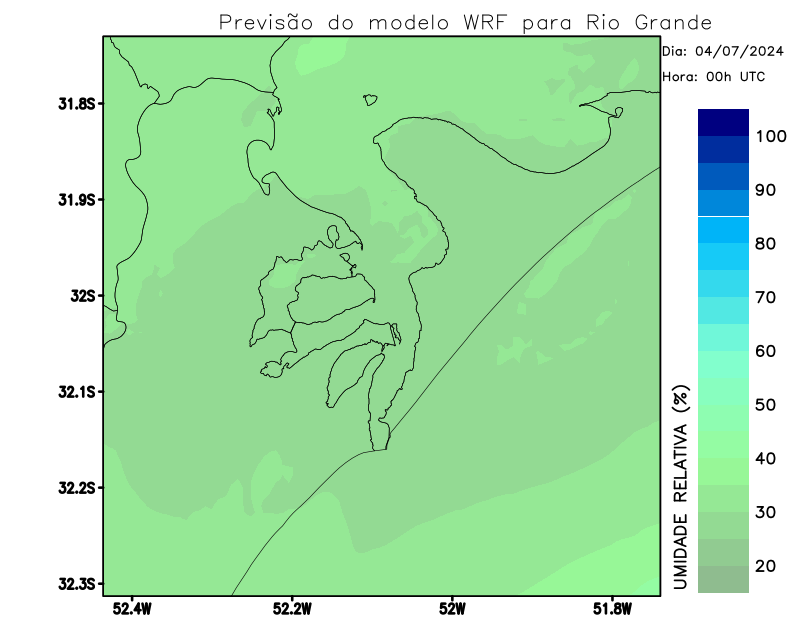 Previsão do modelo WRF para Rio Grande
Dia: 04/07/2024
Hora: 00h UTC
31.8S
31.9S
32S
32.1S
32.2S
32.3S
52.4W
52.2W
52W
51.8W
100
90
80
70
60
50
40
30
20
UMIDADE RELATIVA (%)